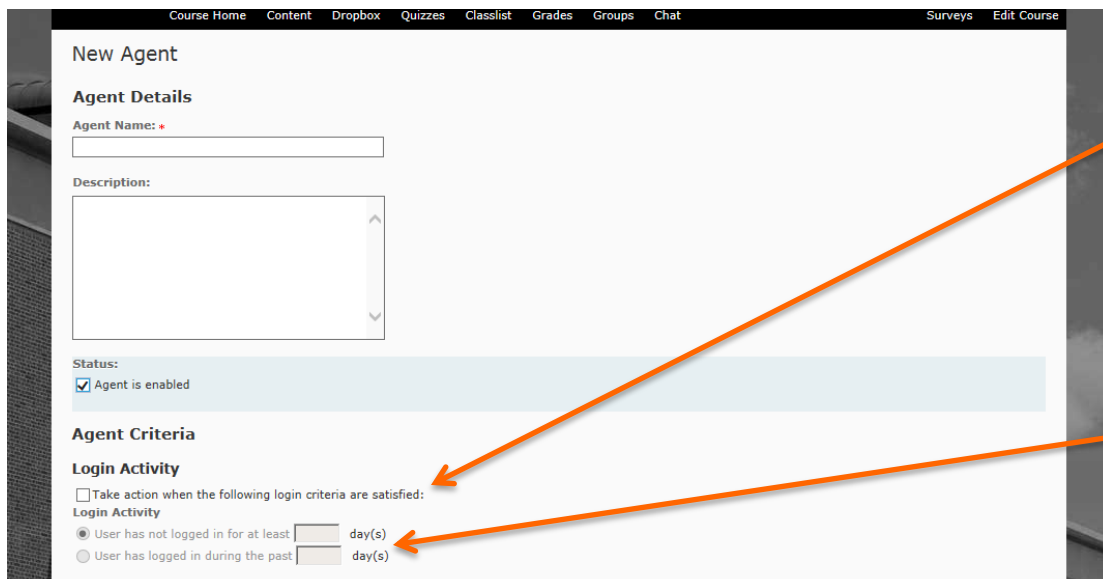 Course Home Content Dropbox Quizzes Classlist Grades Groups Chat Surveys Edit Course
New Agent
Agent Details
Agent Name: *
Description:
Status:
Agent is enabled
Agent Criteria
Login Activity
Take action when the following login criteria are satisfied:
Login Activity
User has not logged in for at least day(s)
User has logged in during the past day(s)